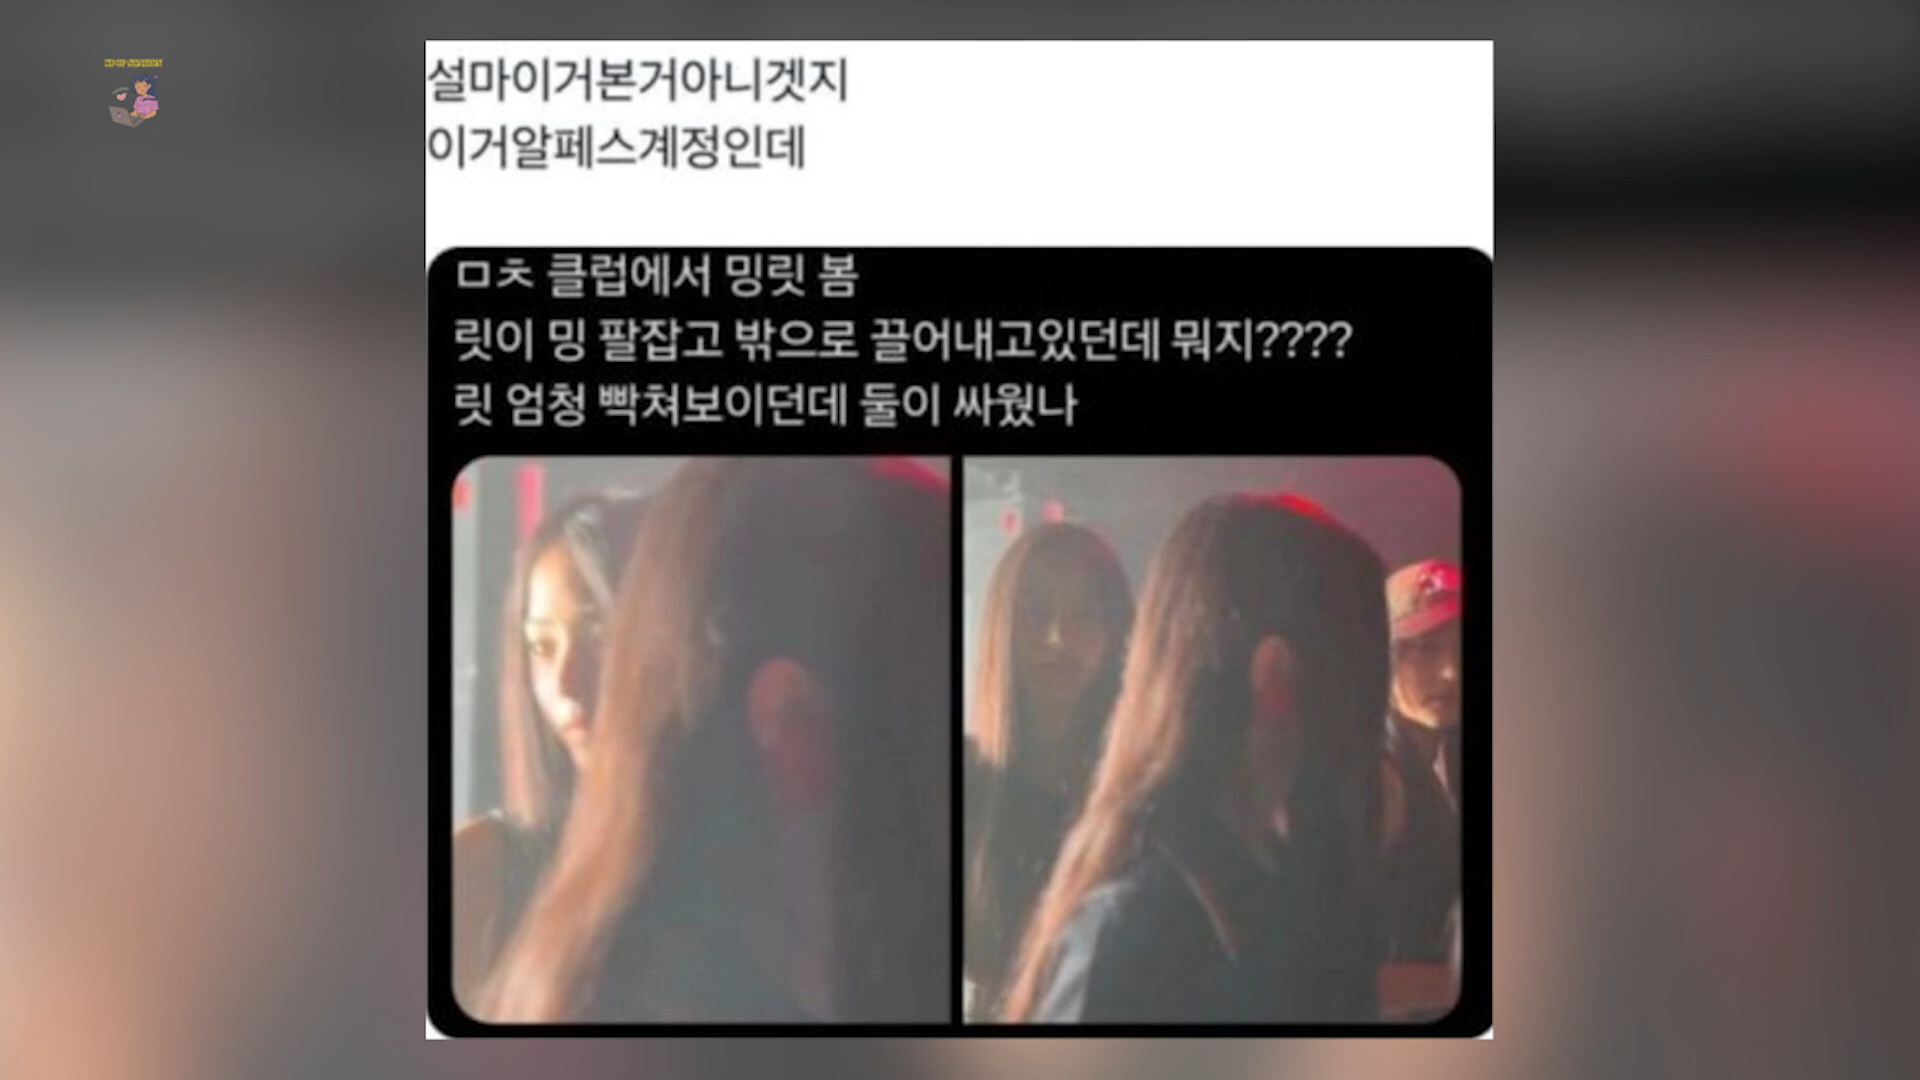 KPOP STATION
설마이거본거아니겟지
이거알페스계정인데
ㅁㅊ 클럽에서 밍릿 봄
릿이 밍 팔잡고 밖으로 끌어내고있던데 뭐지????
릿 엄청 빡쳐보이던데 둘이 싸웠나